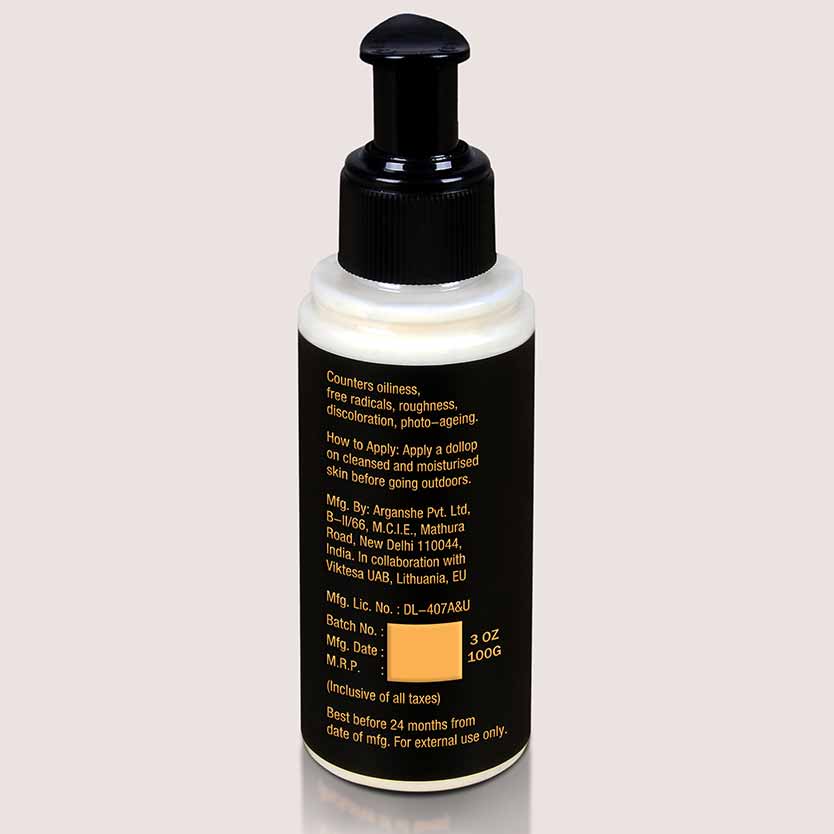 Counters oiliness,
free radicals, roughness,
discoloration, photo–ageing.
How to Apply: Apply a dollop
on cleansed and moisturised
skin before going outdoors.
Mfg. By: Arganshe Pvt. Ltd,
B–II/66, M.C.I.E., Mathura
Road, New Delhi 110044,
India. In collaboration with
Viktesa UAB, Lithuania, EU
Mfg. Lic. No. : DL–407A&U
Batch No. :
Mfg. Date :
M.R.P. :
3 OZ
100G
(Inclusive of all taxes)
Best before 24 months from
date of mfg. For external use only.